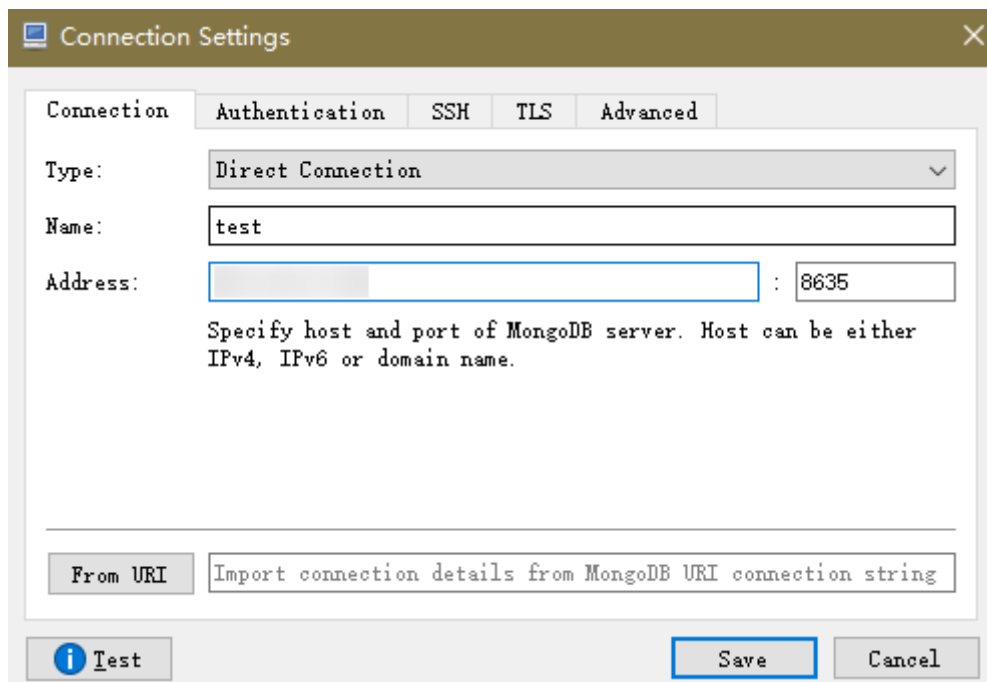 Connection Settings
Connection Authentication SSH TLS Advanced
Type: Direct Connection
Name: test
Address: : 8635
Specify host and port of MongoDB server. Host can be either
IPv4, IPv6 or domain name.
From URI Import connection details from MongoDB URI connection string
Test Save Cancel